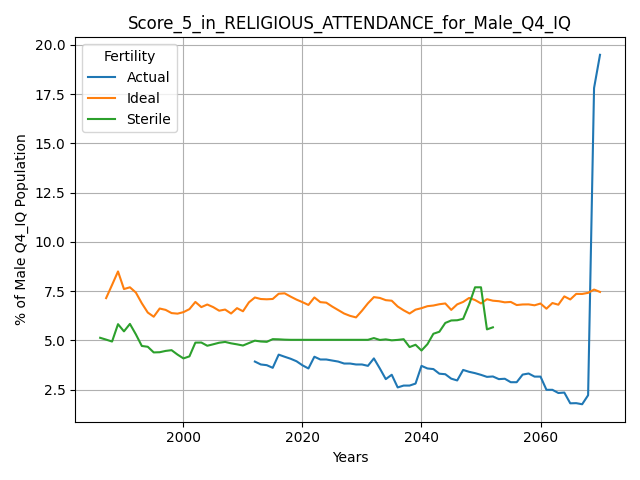 Score_5_in_RELIGIOUS_ATTENDANCE_for_Male_Q4_IQ
% of Male Q4_IQ Population
20.0
17.5
15.0
12.5
10.0
7.5
5.0
2.5
Fertility
Actual
Ideal
Sterile
2000
2020
2040
2060
Years